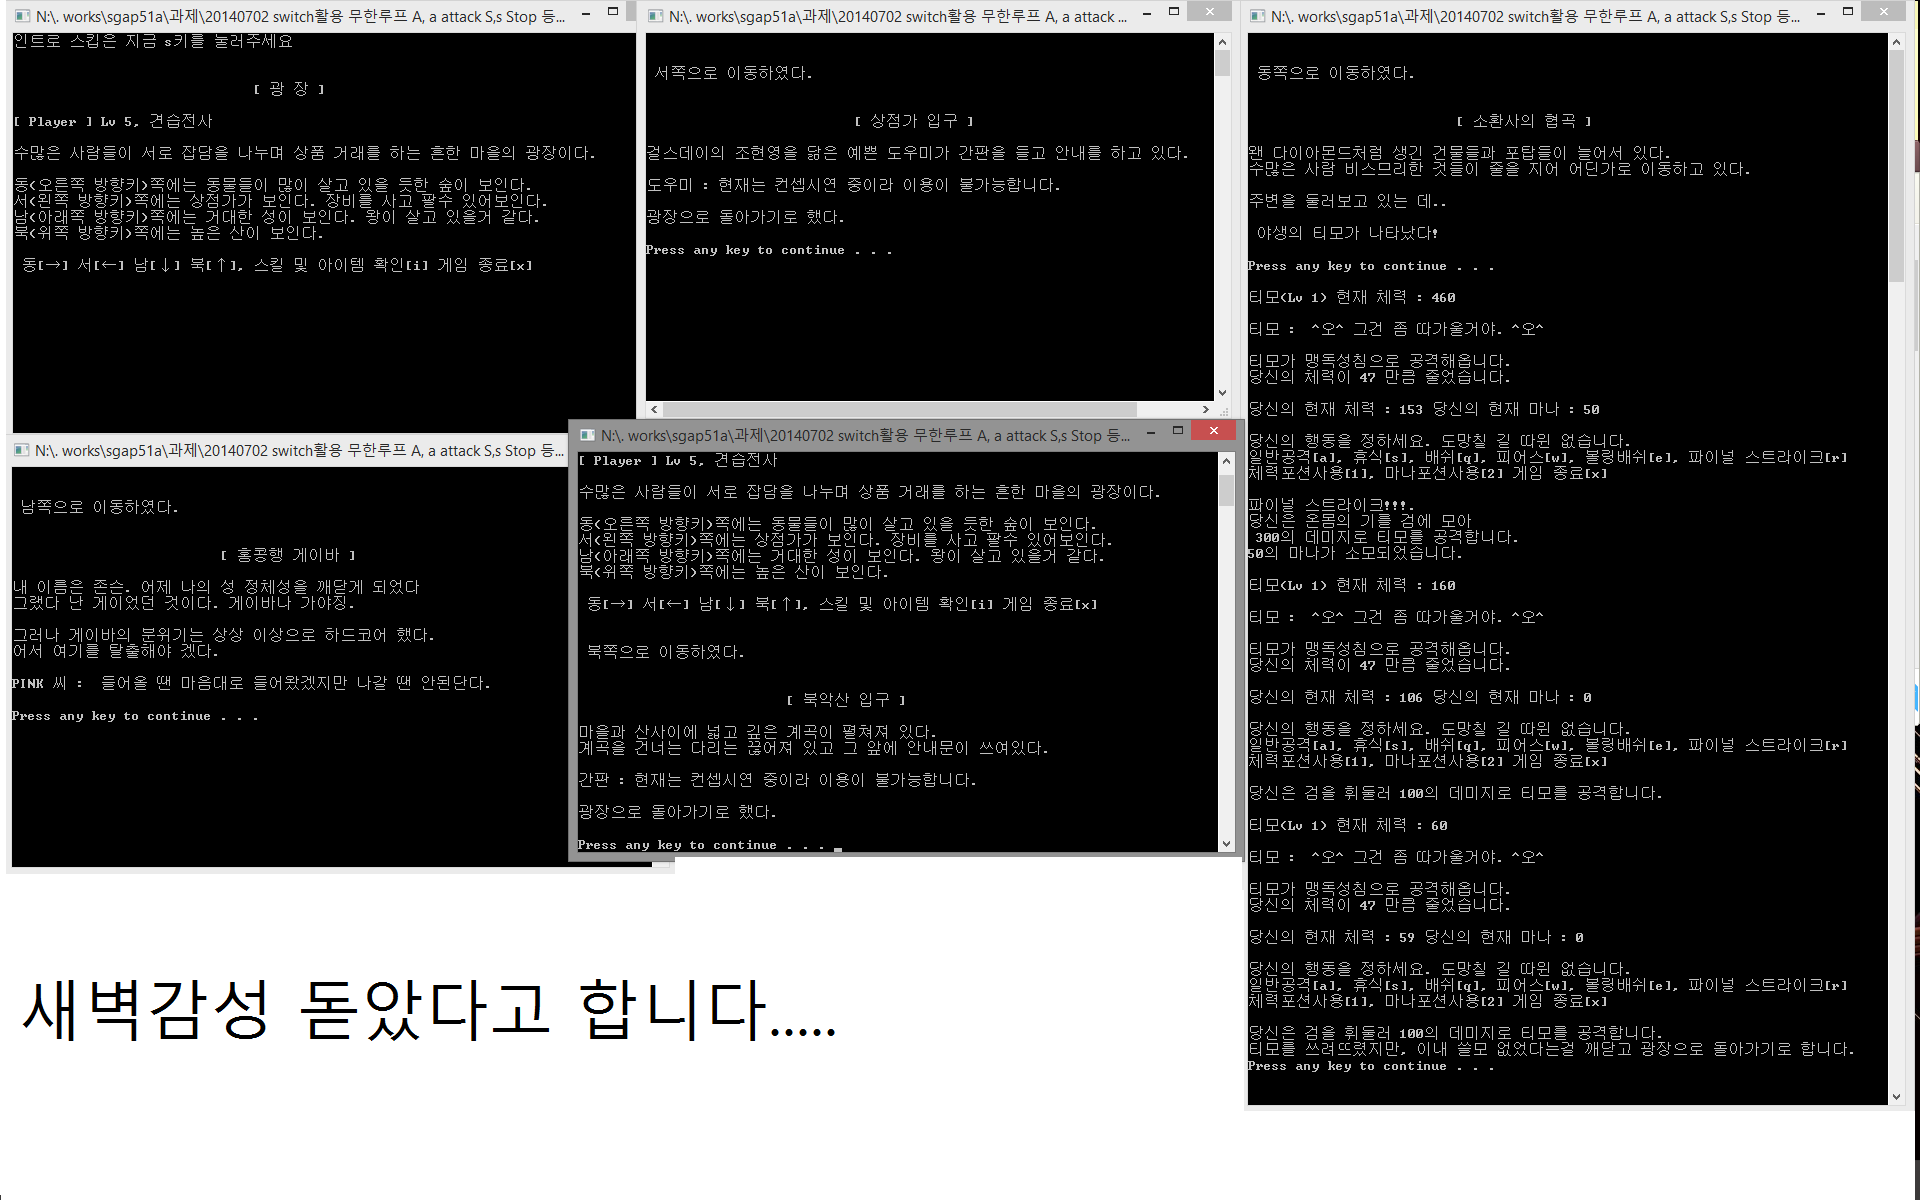 N:\. works\sgap51a\과제\20140702 switch활용 무한루프 A, a attack S,s Stop 등...
인트로 스킵은 지금 s키를 눌러주세요
[ 광 장 ]
[ Player ] Lv 5, 견습전사
수많은 사람들이 서로 잡담을 나누며 상품 거래를 하는 흔한 마을의 광장이다.
동(오른쪽 방향키)쪽에는 동물들이 많이 살고 있을 듯한 숲이 보인다.
서(왼쪽 방향키)쪽에는 상점가가 보인다. 장비를 사고 팔수 있어보인다.
남(아래쪽 방향키)쪽에는 거대한 성이 보인다. 왕이 살고 있을거 같다.
북(위쪽 방향키)쪽에는 높은 산이 보인다.
동[→] 서[←] 남[↓] 북[↑], 스킬 및 아이템 확인[i] 게임 종료[x]
N:\. works\sgap51a\과제\20140702 switch활용 무한루프 A, a attack ...
서쪽으로 이동하였다.
[ 상점가 입구 ]
걸스데이의 조현영을 닮은 예쁜 도우미가 간판을 들고 안내를 하고 있다.
도우미 : 현재는 컨셉시연 중이라 이용이 불가능합니다.
광장으로 돌아가기로 했다.
Press any key to continue . . .
N:\. works\sgap51a\과제\20140702 switch활용 무한루프 A, a attack S,s Stop 등...
동쪽으로 이동하였다.
[ 소환사의 협곡 ]
왠 다이아몬드처럼 생긴 건물들과 포탑들이 늘어서 있다.
수많은 사람 비스므리한 것들이 줄을 지어 어딘가로 이동하고 있다.
주변을 둘러보고 있는 데..
야생의 티모가 나타났다!
Press any key to continue . . .
티모(Lv 1) 현재 체력 : 460
티모 :  ^오^ 그건 좀 따가울거야. ^오^
티모가 맹독성침으로 공격해옵니다.
당신의 체력이 47 만큼 줄었습니다.
당신의 현재 체력 : 153 당신의 현재 마나 : 50
당신의 행동을 정하세요. 도망칠 길 따윈 없습니다.
일반공격[a], 휴식[s], 배쉬[q], 피어스[w], 볼링배쉬[e], 파이널 스트라이크[r]
체력포션사용[1], 마나포션사용[2] 게임 종료[x]
파이널 스트라이크!!!.
당신은 온몸의 기를 검에 모아
300의 데미지로 티모를 공격합니다.
50의 마나가 소모되었습니다.
티모(Lv 1) 현재 체력 : 160
티모 :  ^오^ 그건 좀 따가울거야. ^오^
티모가 맹독성침으로 공격해옵니다.
당신의 체력이 47 만큼 줄었습니다.
당신의 현재 체력 : 106 당신의 현재 마나 : 0
당신의 행동을 정하세요. 도망칠 길 따윈 없습니다.
일반공격[a], 휴식[s], 배쉬[q], 피어스[w], 볼링배쉬[e], 파이널 스트라이크[r]
체력포션사용[1], 마나포션사용[2] 게임 종료[x]
당신은 검을 휘둘러 100의 데미지로 티모를 공격합니다.
티모(Lv 1) 현재 체력 : 60
티모 :  ^오^ 그건 좀 따가울거야. ^오^
티모가 맹독성침으로 공격해옵니다.
당신의 체력이 47 만큼 줄었습니다.
당신의 현재 체력 : 59 당신의 현재 마나 : 0
당신의 행동을 정하세요. 도망칠 길 따윈 없습니다.
일반공격[a], 휴식[s], 배쉬[q], 피어스[w], 볼링배쉬[e], 파이널 스트라이크[r]
체력포션사용[1], 마나포션사용[2] 게임 종료[x]
당신은 검을 휘둘러 100의 데미지로 티모를 공격합니다.
티모를 쓰려뜨렸지만, 이내 쓸모 없었다는걸 깨닫고 광장으로 돌아가기로 합니다.
Press any key to continue . . .
N:\. works\sgap51a\과제\20140702 switch활용 무한루프 A, a attack S,s Stop 등...
남쪽으로 이동하였다.
[ 홍콩행 게이바 ]
내 이름은 존슨. 어제 나의 성 정체성을 깨닫게 되었다
그랬다 난 게이었던 것이다. 게이바나 가야징.
그러나 게이바의 분위기는 상상 이상으로 하드코어 했다.
어서 여기를 탈출해야 겠다.
PINK 씨 :  들어올 땐 마음대로 들어왔겠지만 나갈 땐 안된단다.
Press any key to continue . . .
N:\. works\sgap51a\과제\20140702 switch활용 무한루프 A, a attack S,s Stop 등...
[ Player ] Lv 5, 견습전사
수많은 사람들이 서로 잡담을 나누며 상품 거래를 하는 흔한 마을의 광장이다.
동(오른쪽 방향키)쪽에는 동물들이 많이 살고 있을 듯한 숲이 보인다.
서(왼쪽 방향키)쪽에는 상점가가 보인다. 장비를 사고 팔수 있어보인다.
남(아래쪽 방향키)쪽에는 거대한 성이 보인다. 왕이 살고 있을거 같다.
북(위쪽 방향키)쪽에는 높은 산이 보인다.
동[→] 서[←] 남[↓] 북[↑], 스킬 및 아이템 확인[i] 게임 종료[x]
북쪽으로 이동하였다.
[ 북악산 입구 ]
마을과 산사이에 넓고 깊은 계곡이 펼쳐져 있다.
계곡을 건너는 다리는 끊어져 있고 그 앞에 안내문이 쓰여있다.
간판 : 현재는 컨셉시연 중이라 이용이 불가능합니다.
광장으로 돌아가기로 했다.
Press any key to continue . . .
새벽감성 돋았다고 합니다.....